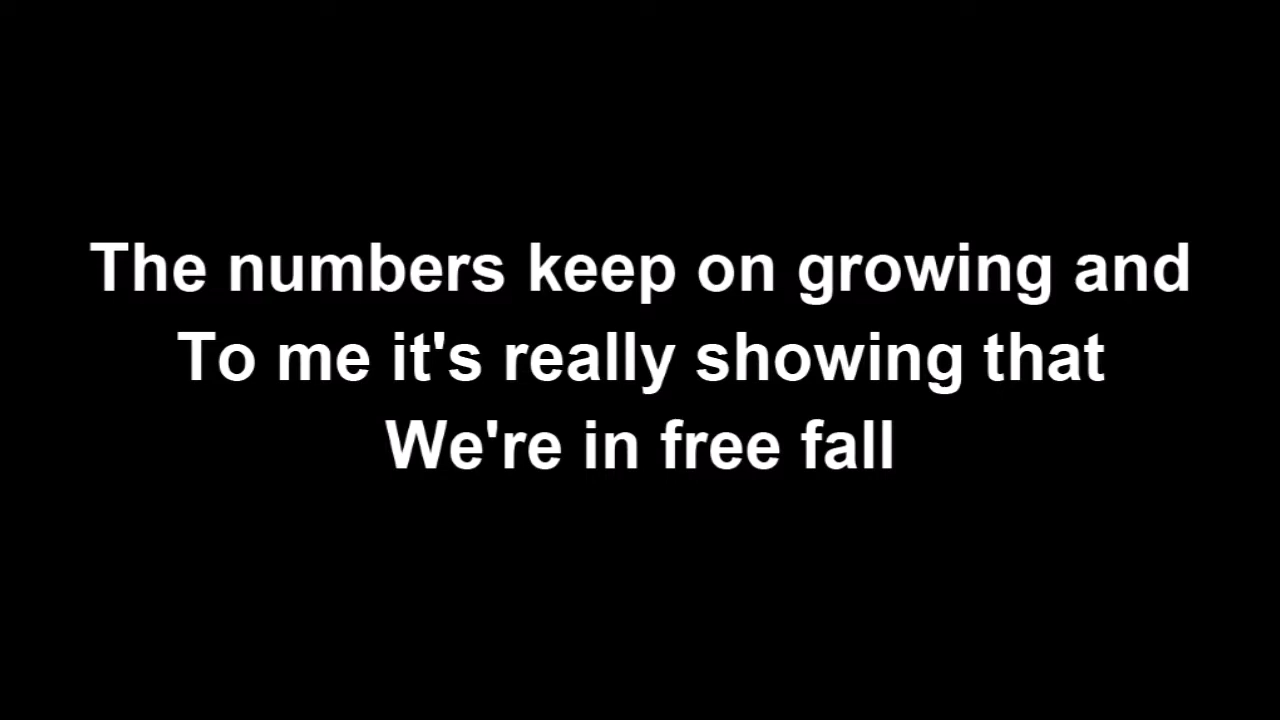 The numbers keep on growing and
To me it's really showing that
We're in free fall